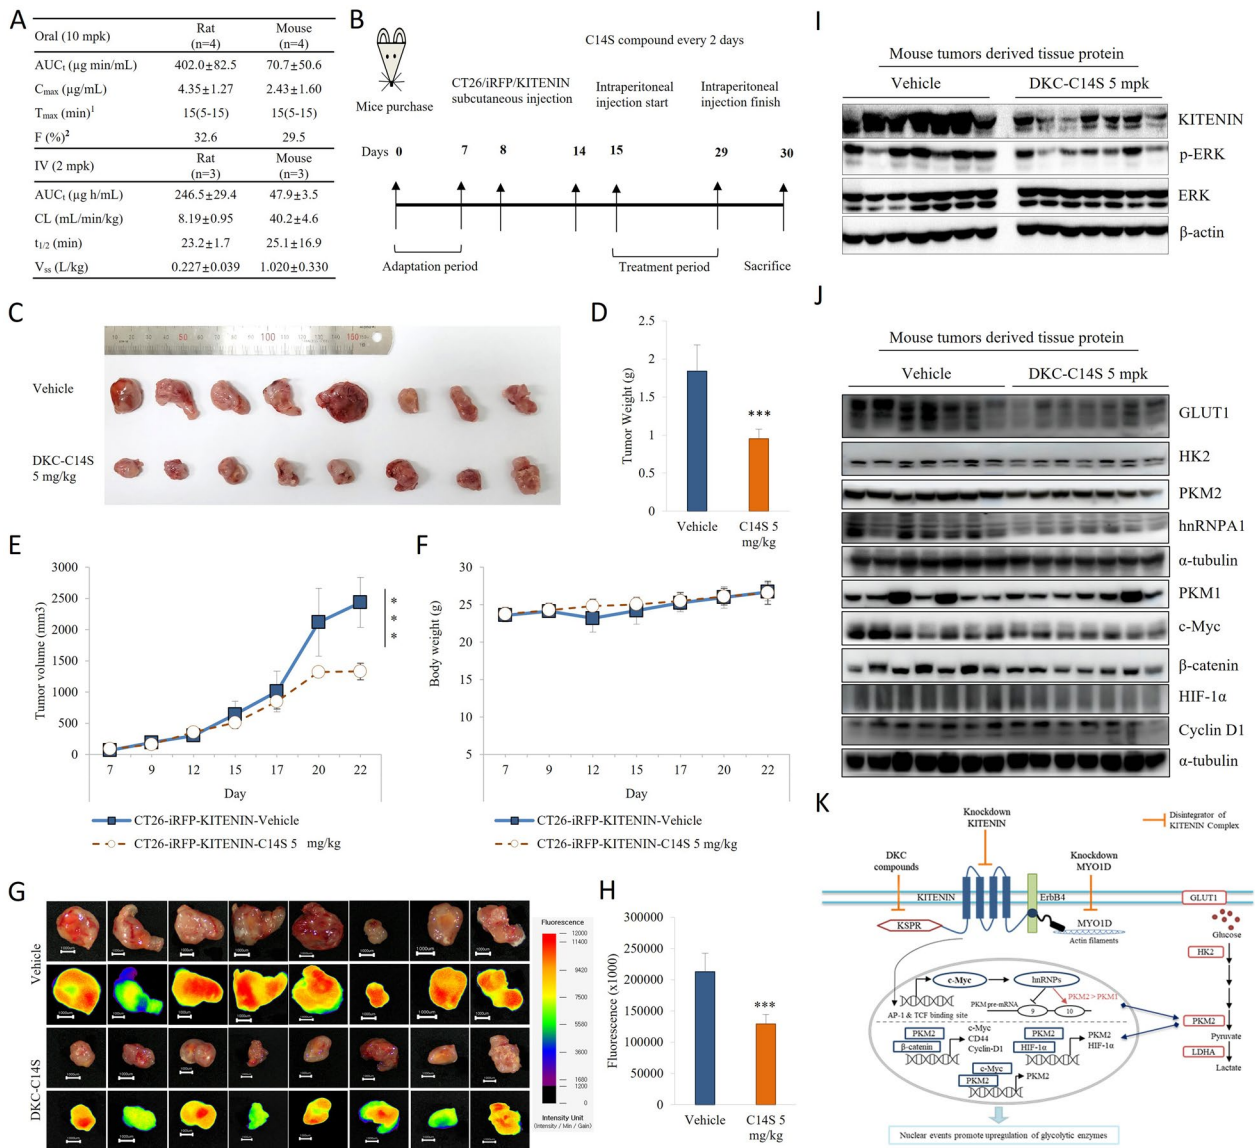 A
Oral (10 mpk) Rat (n=4) Mouse (n=4)
AUCt (µg min/mL) 402.0±82.5 70.7±50.6
Cmax (µg/mL) 4.35±1.27 2.43±1.60
Tmax (min)1 15(5-15) 15(5-15)
F (%)2 32.6 29.5
IV (2 mpk) Rat (n=3) Mouse (n=3)
AUCt (µg h/mL) 246.5±29.4 47.9±3.5
CL (mL/min/kg) 8.19±0.95 40.2±4.6
t1/2 (min) 23.2±1.7 25.1±16.9
Vss (L/kg) 0.227±0.039 1.020±0.330
B
C14S compound every 2 days
Mice purchase
CT26/iRFP/KITENIN
subcutaneous injection
Intraperitoneal
injection start
Intraperitoneal
injection finish
Days 0 7 8 14 15 29 30
Adaptation period
Treatment period
Sacrifice
C
50 100 150
Vehicle
DKC-C14S
5 mg/kg
D
Tumor Weight (g)
2.5
2
1.5
1
0.5
0
***
Vehicle
C14S 5
mg/kg
E
Tumor volume (mm3)
3000
2500
2000
1500
1000
500
0
***
7 9 12 15 17 20 22
Day
CT26-iRFP-KITENIN-Vehicle
CT26-iRFP-KITENIN-C14S 5 mg/kg
F
Body weight (g)
30
25
20
15
10
5
7 9 12 15 17 20 22
Day
CT26-iRFP-KITENIN-Vehicle
CT26-iRFP-KITENIN-C14S 5 mg/kg
G
Vehicle
DKC-C14S
Fluorescence
12000
11400
9420
7400
5580
3600
1680
1200
0
Intensity Unit
(Intensity / Min / Gain)
H
Fluorescence (x1000)
300000
250000
200000
150000
100000
50000
0
***
Vehicle
C14S 5
mg/kg
I
Mouse tumors derived tissue protein
Vehicle DKC-C14S 5 mpk
KITENIN
p-ERK
ERK
β-actin
J
Mouse tumors derived tissue protein
Vehicle DKC-C14S 5 mpk
GLUT1
HK2
PKM2
hnRNPA1
α-tubulin
PKM1
c-Myc
β-catenin
HIF-1α
Cyclin D1
α-tubulin
K
Knockdown
KITENIN
Disintegrator of
KITENIN Complex
DKC
compounds
Knockdown
MYO1D
KITENIN
ErbB4
GLUT1
KSPR
MYO1D
Actin filaments
Glucose
HK2
c-Myc
hnRNPs
PKM2 > PKM1
PKM pre-mRNA
9 10
AP-1 & TCF binding site
PKM2
β-catenin
c-Myc
CD44
Cyclin-D1
PKM2
HIF-1α
PKM2
HIF-1α
c-Myc
PKM2
PKM2
PKM2
Pyruvate
LDHA
Lactate
Nuclear events promote upregulation of glycolytic enzymes